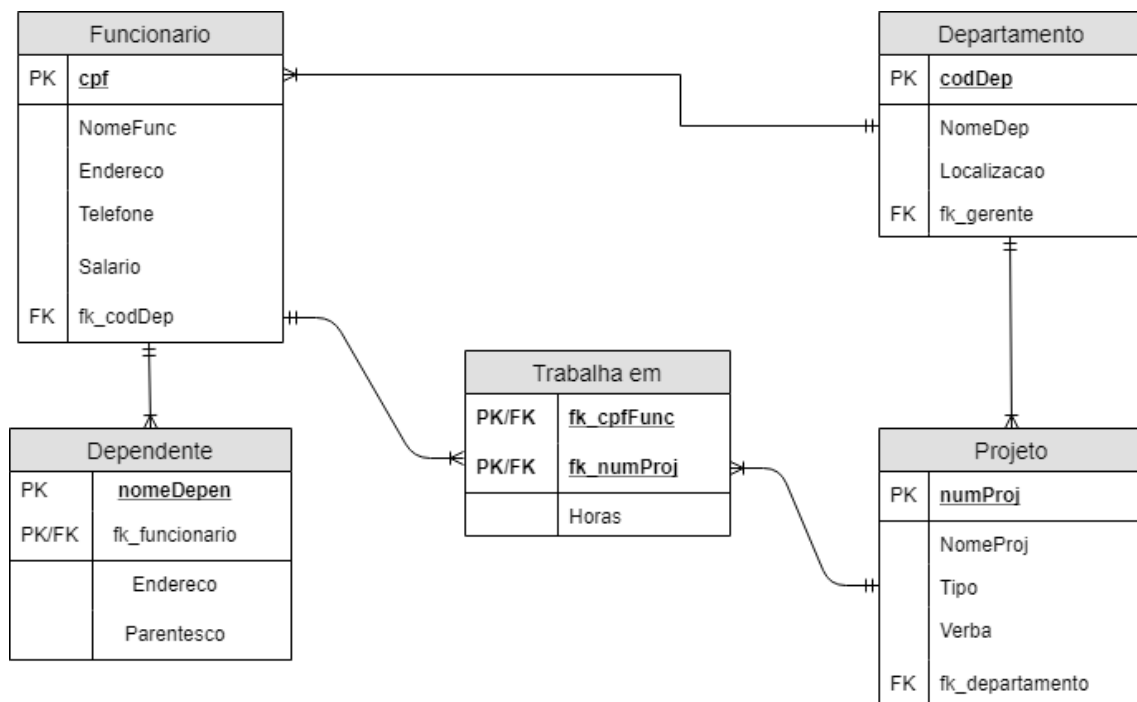 Funcionario
PK cpf
NomeFunc
Endereco
Telefone
Salario
FK fk_codDep
Departamento
PK codDep
NomeDep
Localizacao
FK fk_gerente
Trabalha em
PK/FK fk_cpfFunc
PK/FK fk_numProj
Horas
Dependente
PK nomeDepen
PK/FK fk_funcionario
Endereco
Parentesco
Projeto
PK numProj
NomeProj
Tipo
Verba
FK fk_departamento